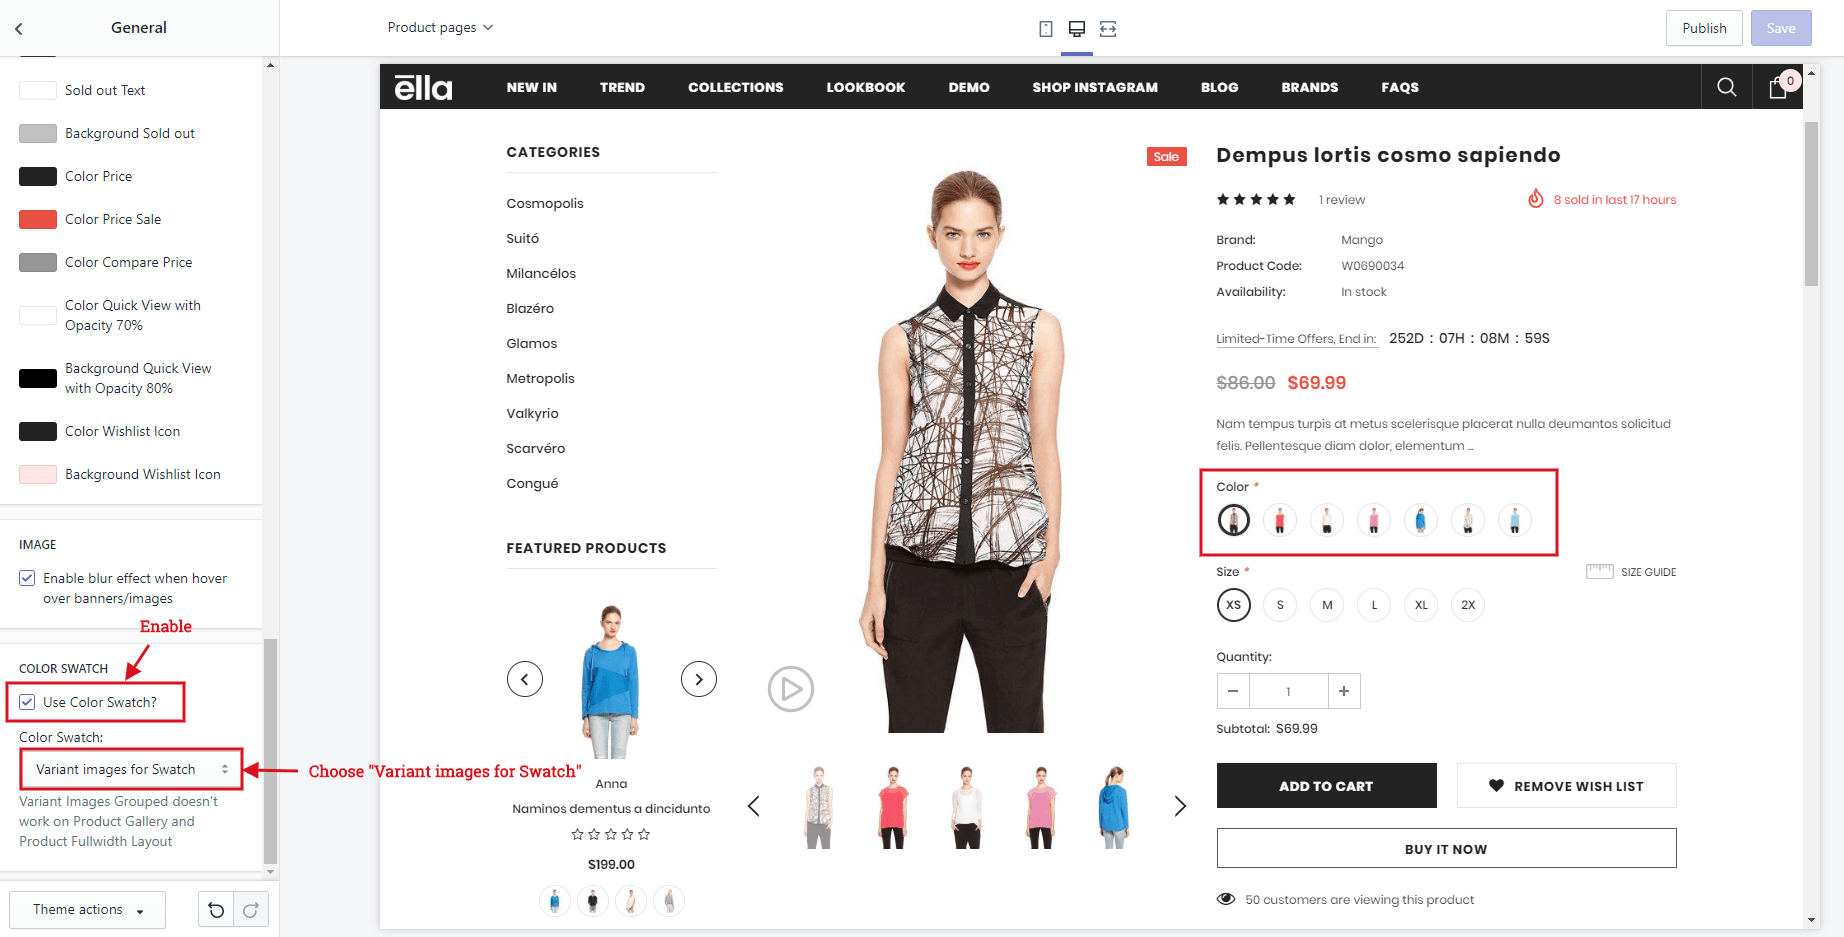 General
Product pages
Publish
Save
Sold out Text
Background Sold out
Color Price
Color Price Sale
Color Compare Price
Color Quick View with
Opacity 70%
Background Quick View
with Opacity 80%
Color Wishlist Icon
Background Wishlist Icon
IMAGE
Enable blur effect when hover
over banners/images
Enable
COLOR SWATCH
Use Color Swatch?
Color Swatch:
Variant images for Swatch
Choose "Variant images for Swatch"
Variant Images Grouped doesn't
work on Product Gallery and
Product Fullwidth Layout
Theme actions
ēlla
NEW IN
TREND
COLLECTIONS
LOOKBOOK
DEMO
SHOP INSTAGRAM
BLOG
BRANDS
FAQS
0
CATEGORIES
Cosmopolis
Suitó
Milancélos
Blazéro
Glamos
Metropolis
Valkyrio
Scarvéro
Congué
FEATURED PRODUCTS
Anna
Naminos dementus a dincidunto
$199.00
Sale
Dempus lortis cosmo sapiendo
1 review
8 sold in last 17 hours
Brand: Mango
Product Code: W0690034
Availability: In stock
Limited-Time Offers, End in: 252D : 07H : 08M : 59S
$86.00 $69.99
Nam tempus turpis at metus scelerisque placerat nulla deumantos solicitud
felis. Pellentesque diam dolor, elementum ...
Color *
Size *
SIZE GUIDE
XS S M L XL 2X
Quantity:
− 1 +
Subtotal: $69.99
ADD TO CART
REMOVE WISH LIST
BUY IT NOW
50 customers are viewing this product